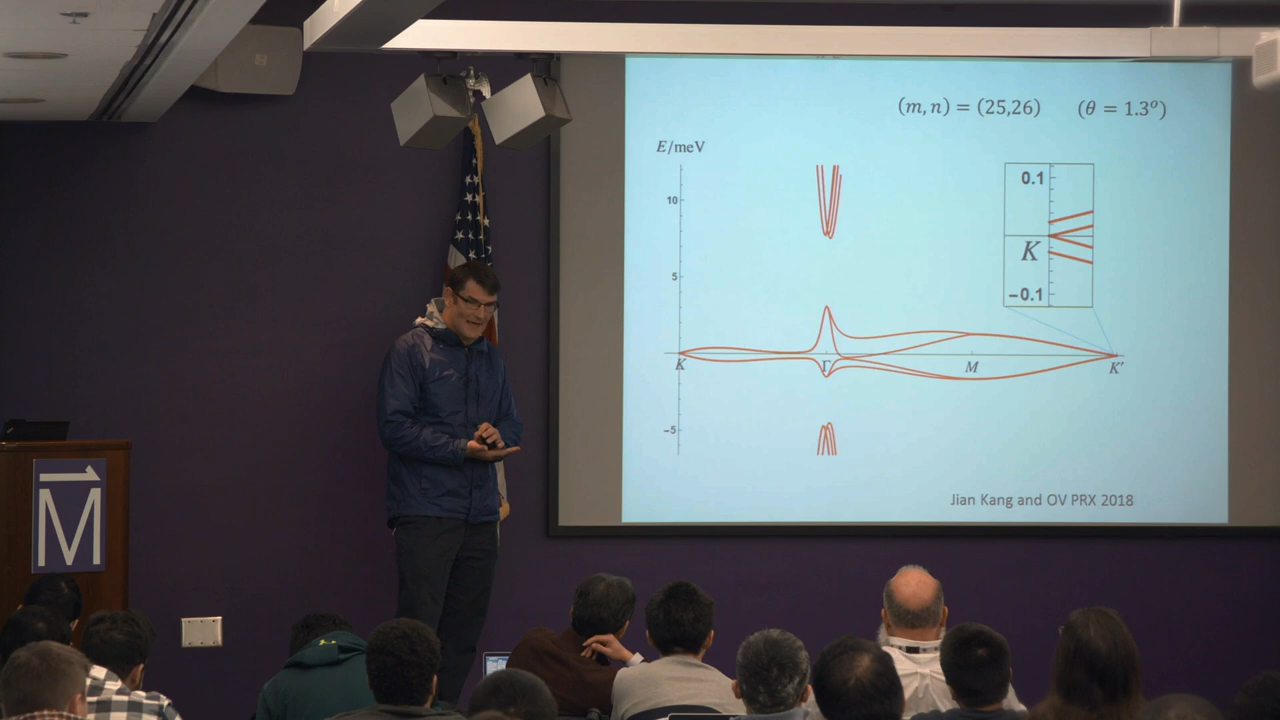 (m, n) = (25,26) (θ = 1.3°)
E/meV
10
5
K Γ M K'
-5
0.1
K
-0.1
Jian Kang and OV PRX 2018
M